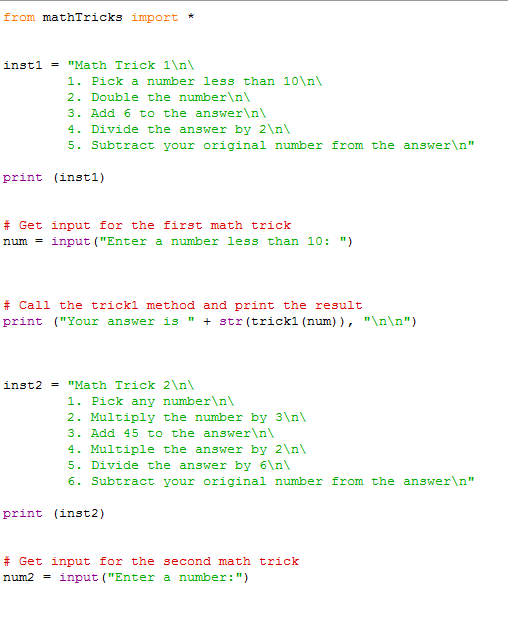 from mathTricks import *
inst1 = "Math Trick 1\n\
1. Pick a number less than 10\n\
2. Double the number\n\
3. Add 6 to the answer\n\
4. Divide the answer by 2\n\
5. Subtract your original number from the answer\n"
print (inst1)
# Get input for the first math trick
num = input("Enter a number less than 10: ")
# Call the trick1 method and print the result
print ("Your answer is " + str(trick1(num)), "\n\n")
inst2 = "Math Trick 2\n\
1. Pick any number\n\
2. Multiply the number by 3\n\
3. Add 45 to the answer\n\
4. Multiple the answer by 2\n\
5. Divide the answer by 6\n\
6. Subtract your original number from the answer\n"
print (inst2)
# Get input for the second math trick
num2 = input("Enter a number:")